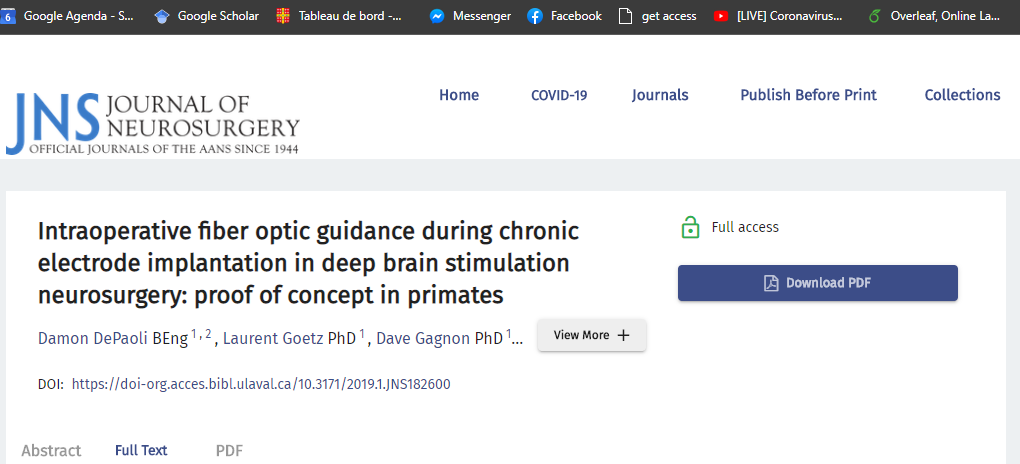 6 Google Agenda - S... Google Scholar Tableau de bord -... Messenger Facebook get access [LIVE] Coronavirus... Overleaf, Online La...
JNS JOURNAL OF
NEUROSURGERY
OFFICIAL JOURNALS OF THE AANS SINCE 1944
Home COVID-19 Journals Publish Before Print Collections
Intraoperative fiber optic guidance during chronic
electrode implantation in deep brain stimulation
neurosurgery: proof of concept in primates
Full access
Download PDF
Damon DePaoli BEng 1, 2 , Laurent Goetz PhD 1 , Dave Gagnon PhD 1... View More +
DOI: https://doi-org.acces.bibl.ulaval.ca/10.3171/2019.1.JNS182600
Abstract Full Text PDF